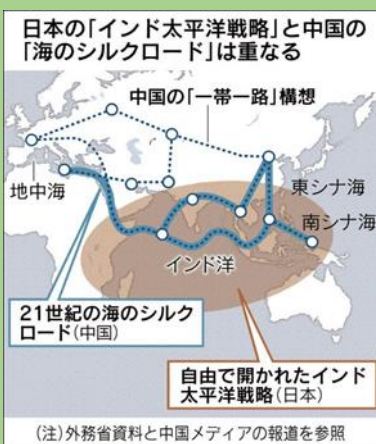 日本の「インド太平洋戦略」と中国の
「海のシルクロード」は重なる
中国の「一帯一路」構想
地中海
東シナ海
南シナ海
インド洋
21世紀の海のシルク
ロード(中国)
自由で開かれたインド
太平洋戦略(日本)
(注)外務省資料と中国メディアの報道を参照